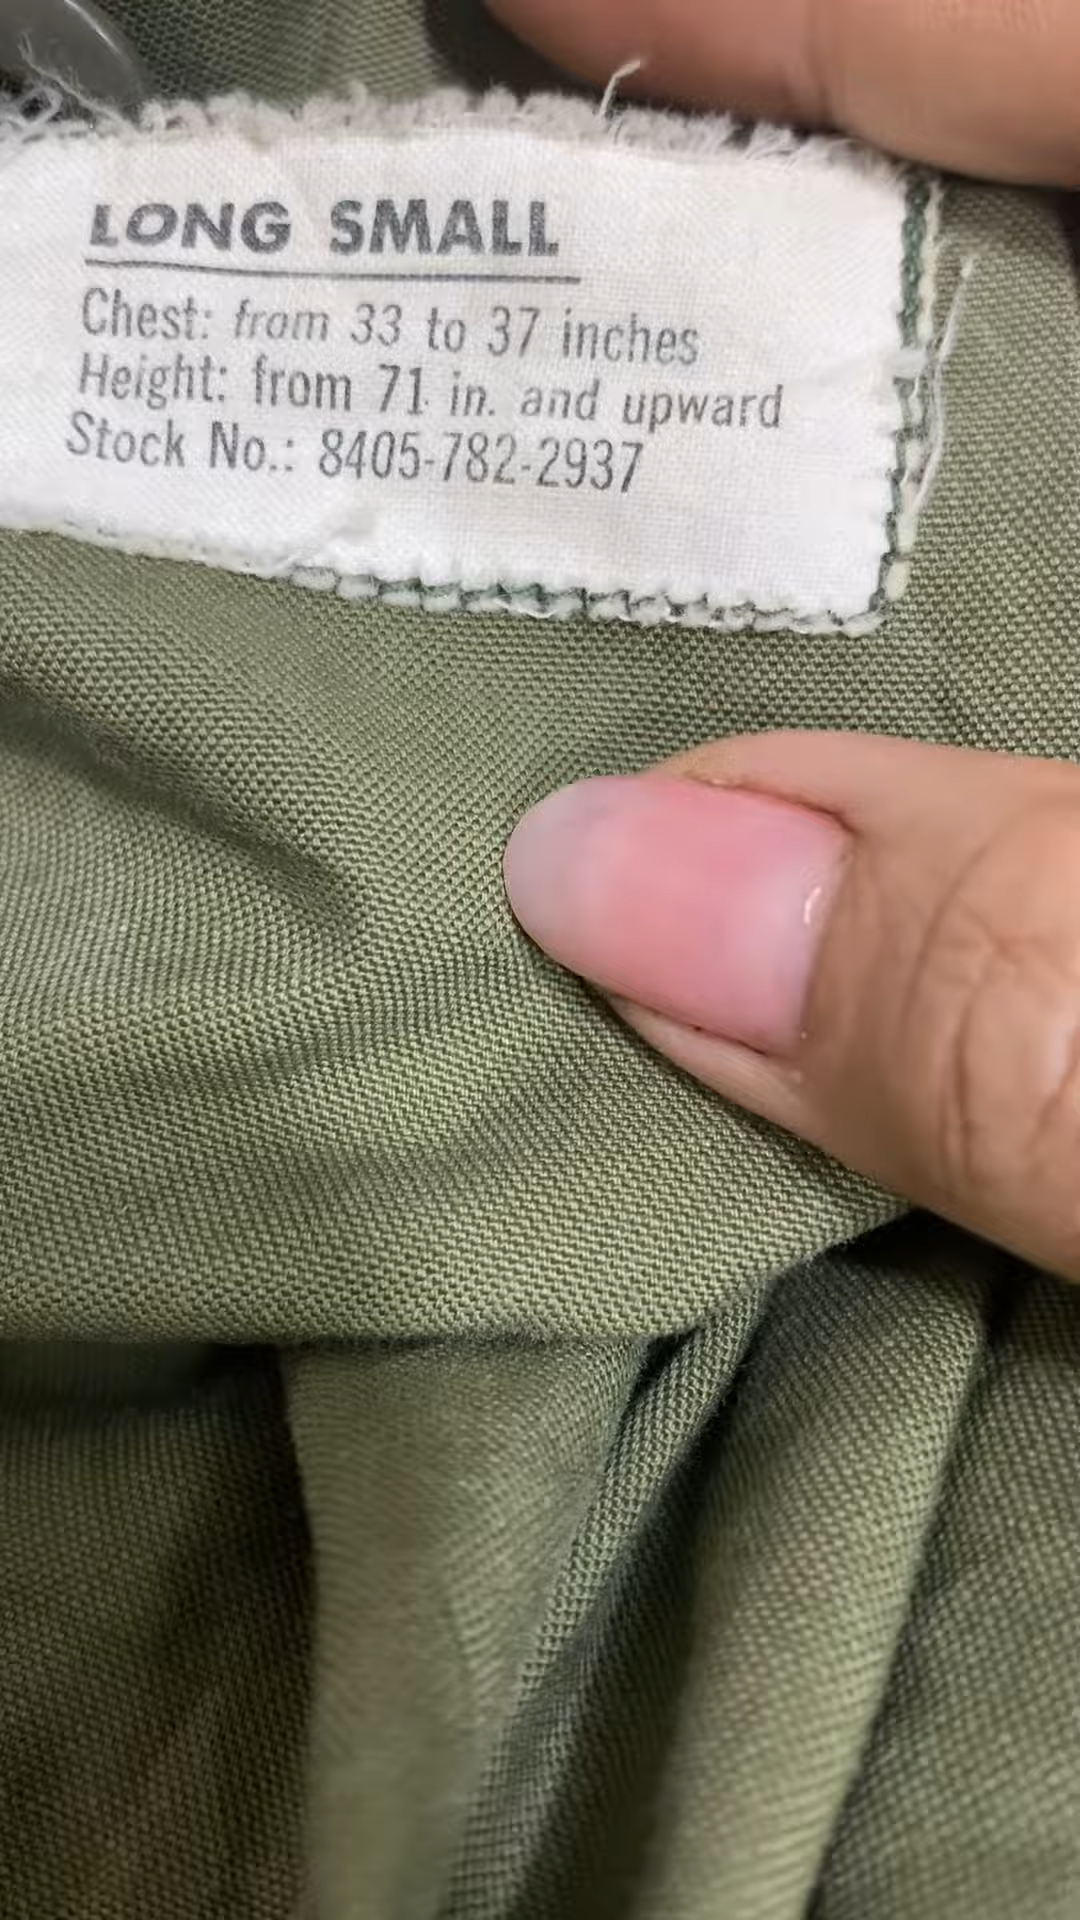 LONG SMALL
Chest: from 33 to 37 inches
Height: from 71 in. and upward
Stock No.: 8405-782-2937